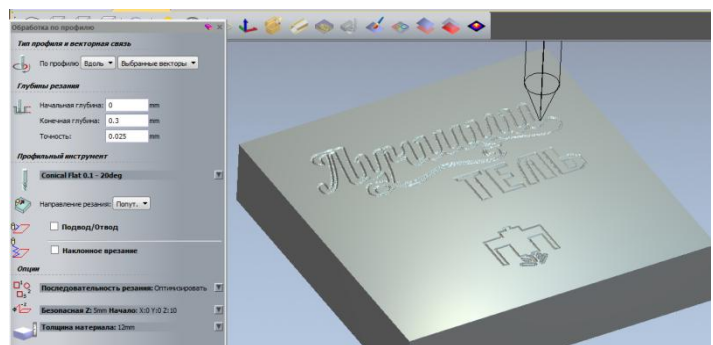 Обработка по профилю
Тип профиля и векторная связь
По профилю Вдоль Выбранные векторы
Глубины резания
Начальная глубина: 0 mm
Конечная глубина: 0.3 mm
Точность: 0.025 mm
Профильный инструмент
Conical Flat 0.1 - 20deg
Направление резания: Попут.
Подвод/Отвод
Наклонное врезание
Опции
Последовательность резания: Оптимизировать
Безопасная Z: 5mm Начало: X:0 Y:0 Z:10
Толщина материала: 12mm
ТЕЛЬ